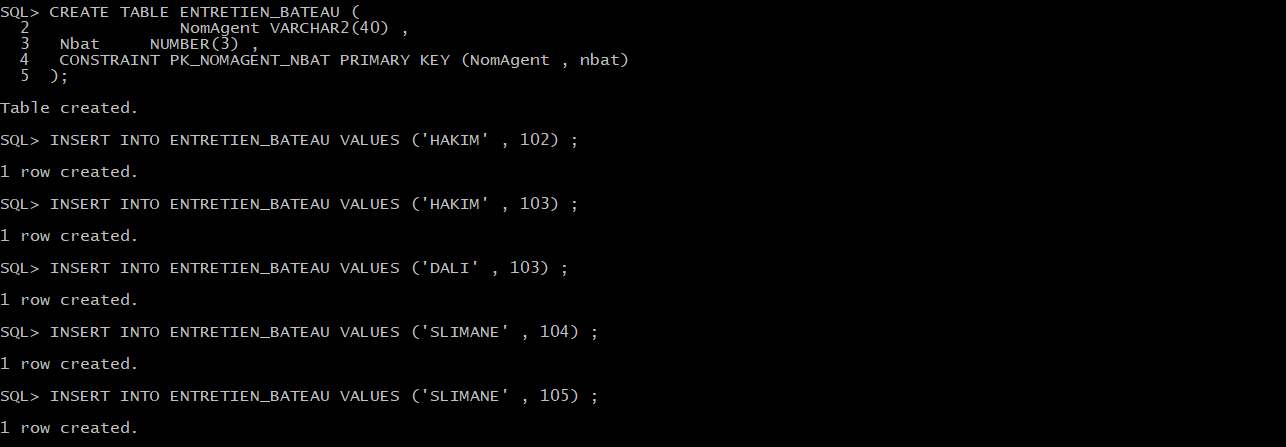 SQL> CREATE TABLE ENTRETIEN_BATEAU (
  2               NomAgent VARCHAR2(40) ,
  3   Nbat     NUMBER(3) ,
  4   CONSTRAINT PK_NOMAGENT_NBAT PRIMARY KEY (NomAgent , nbat)
  5  );
Table created.
SQL> INSERT INTO ENTRETIEN_BATEAU VALUES ('HAKIM' , 102) ;
1 row created.
SQL> INSERT INTO ENTRETIEN_BATEAU VALUES ('HAKIM' , 103) ;
1 row created.
SQL> INSERT INTO ENTRETIEN_BATEAU VALUES ('DALI' , 103) ;
1 row created.
SQL> INSERT INTO ENTRETIEN_BATEAU VALUES ('SLIMANE' , 104) ;
1 row created.
SQL> INSERT INTO ENTRETIEN_BATEAU VALUES ('SLIMANE' , 105) ;
1 row created.